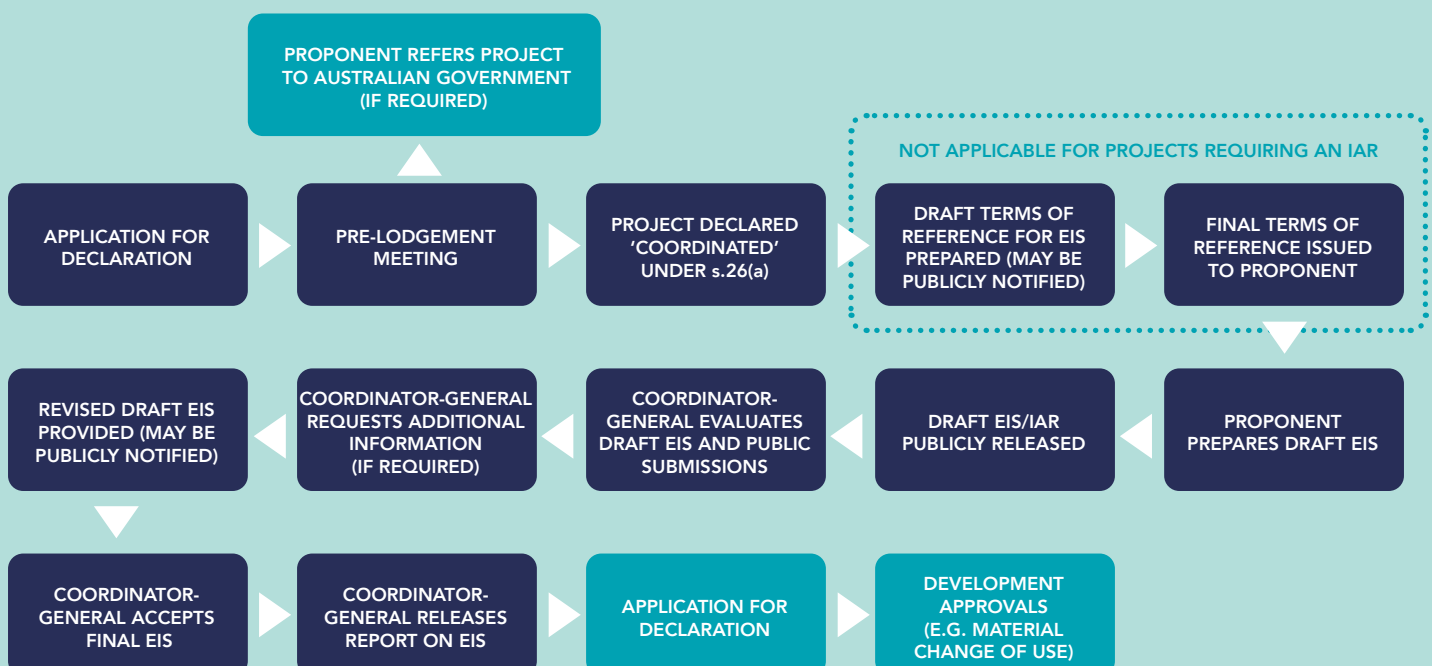 PROPONENT REFERS PROJECT
TO AUSTRALIAN GOVERNMENT
(IF REQUIRED)
NOT APPLICABLE FOR PROJECTS REQUIRING AN IAR
APPLICATION FOR
DECLARATION
PRE-LODGEMENT
MEETING
PROJECT DECLARED
'COORDINATED'
UNDER s.26(a)
DRAFT TERMS OF
REFERENCE FOR EIS
PREPARED (MAY BE
PUBLICLY NOTIFIED)
FINAL TERMS OF
REFERENCE ISSUED
TO PROPONENT
PROPONENT
PREPARES DRAFT EIS
DRAFT EIS/IAR
PUBLICLY RELEASED
COORDINATOR-
GENERAL EVALUATES
DRAFT EIS AND PUBLIC
SUBMISSIONS
COORDINATOR-GENERAL
REQUESTS ADDITIONAL
INFORMATION
(IF REQUIRED)
REVISED DRAFT EIS
PROVIDED (MAY BE
PUBLICLY NOTIFIED)
COORDINATOR-
GENERAL ACCEPTS
FINAL EIS
COORDINATOR-
GENERAL RELEASES
REPORT ON EIS
APPLICATION FOR
DECLARATION
DEVELOPMENT
APPROVALS
(E.G. MATERIAL
CHANGE OF USE)